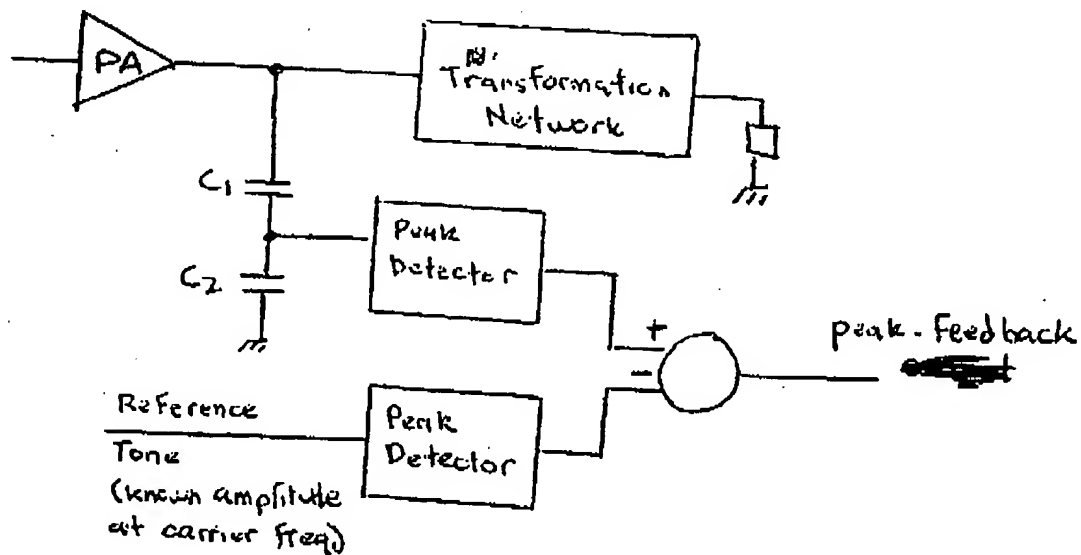 PA
Transformation
Network
C1
Peak
Detector
C2
+
-
peak-feedback
Reference
Tone
(known amplitude
at carrier freq)
Peak
Detector